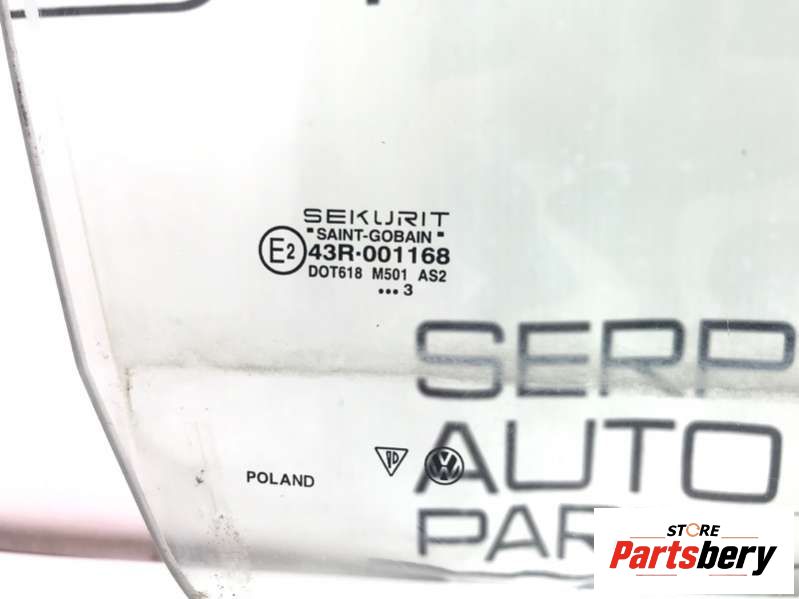 SEKURIT
"SAINT-GOBAIN"
E2 43R·001168
DOT618 M501 AS2
•••3
SERP
AUTO
POLAND
PAR
STORE
Partsbery